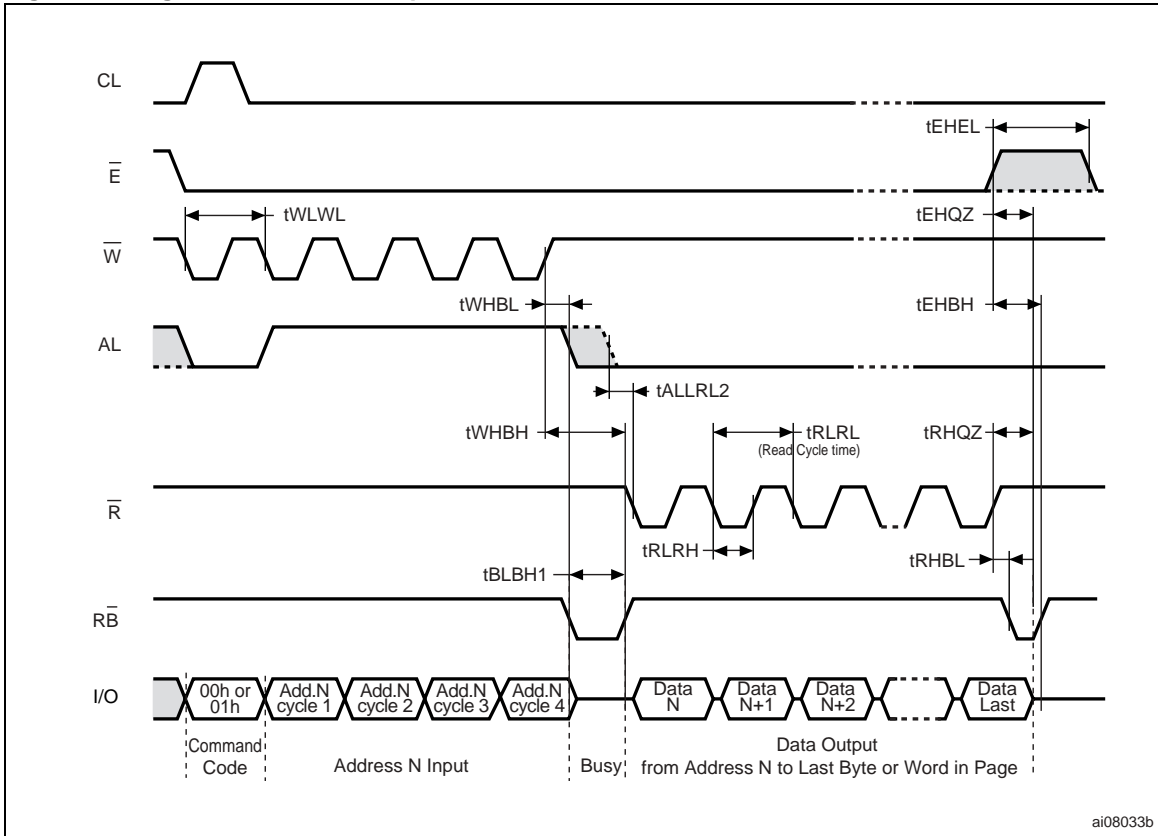 CL
tEHEL
E
tWLWL
tEHQZ
W
tWHBL
tEHBH
AL
tALLRL2
tWHBH
tRLRL
(Read Cycle time)
tRHQZ
R
tRLRH
tRHBL
tBLBH1
RB
I/O
00h or
01h
Add.N
cycle 1
Add.N
cycle 2
Add.N
cycle 3
Add.N
cycle 4
Data
N
Data
N+1
Data
N+2
Data
Last
Command
Code
Address N Input
Busy
Data Output
from Address N to Last Byte or Word in Page
ai08033b